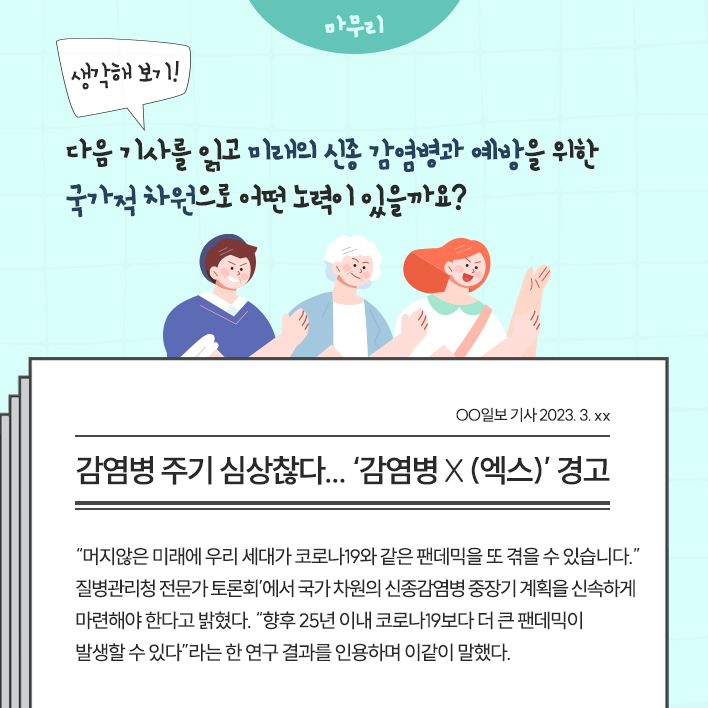 마무리
생각해 보기!
다음 기사를 읽고 미래의 신종 감염병과 예방을 위한
국가적 차원으로 어떤 노력이 있을까요?
OO일보 기사 2023. 3. xx
감염병 주기 심상찮다... ‘감염병 X (엑스)’ 경고
“머지않은 미래에 우리 세대가 코로나19와 같은 팬데믹을 또 겪을 수 있습니다.”
질병관리청 전문가 토론회’에서 국가 차원의 신종감염병 중장기 계획을 신속하게
마련해야 한다고 밝혔다. “향후 25년 이내 코로나19보다 더 큰 팬데믹이
발생할 수 있다”라는 한 연구 결과를 인용하며 이같이 말했다.